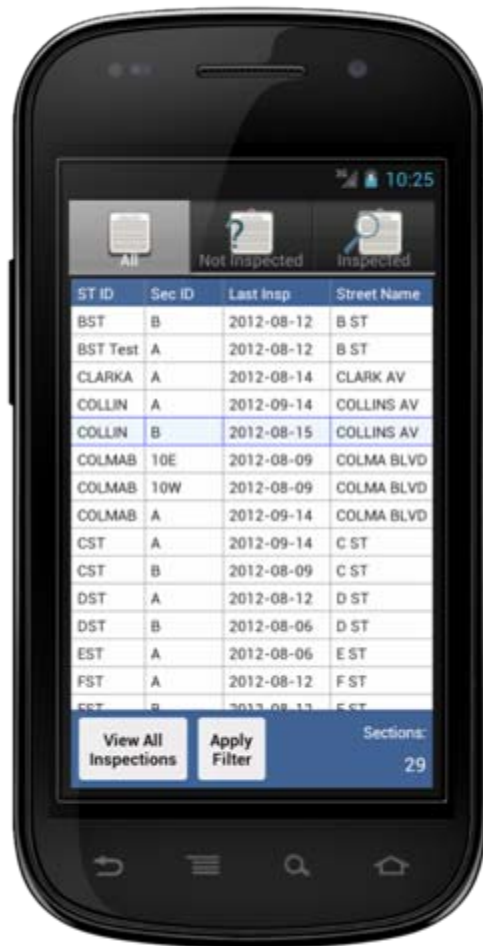 3G 10:25
All Not Inspected Inspected
ST ID Sec ID Last Insp Street Name
BST B 2012-08-12 B ST
BST Test A 2012-08-12 B ST
CLARKA A 2012-08-14 CLARK AV
COLLIN A 2012-09-14 COLLINS AV
COLLIN B 2012-08-15 COLLINS AV
COLMAB 10E 2012-08-09 COLMA BLVD
COLMAB 10W 2012-08-09 COLMA BLVD
COLMAB A 2012-09-14 COLMA BLVD
CST A 2012-09-14 C ST
CST B 2012-08-09 C ST
DST A 2012-08-12 D ST
DST B 2012-08-06 D ST
EST A 2012-08-06 E ST
FST A 2012-08-12 F ST
View All
Inspections
Apply
Filter
Sections:
29